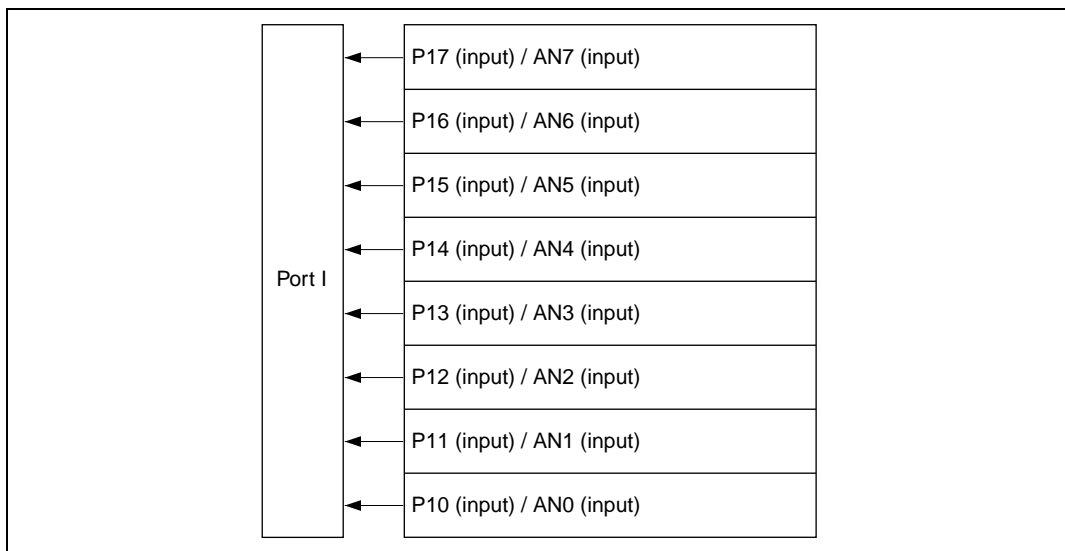 P17 (input) / AN7 (input)
P16 (input) / AN6 (input)
P15 (input) / AN5 (input)
P14 (input) / AN4 (input)
Port I
P13 (input) / AN3 (input)
P12 (input) / AN2 (input)
P11 (input) / AN1 (input)
P10 (input) / AN0 (input)